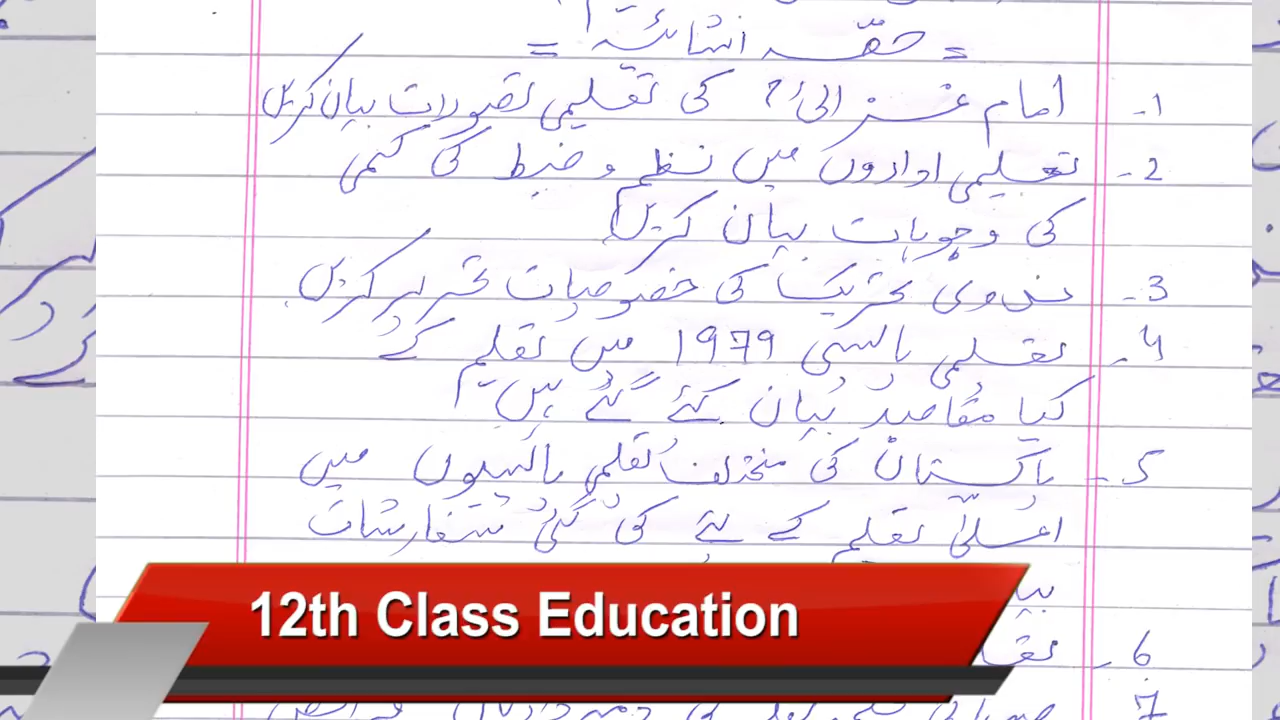 = حصّہ انشائیہ =
1- امام غزالیؒ کی تعلیمی تصورات بیان کریں
2- تعلیمی اداروں میں نظم و ضبط کی کمی
کی وجوہات بیان کریں
3- ندوی تحریک کی خصوصیات تحریر کریں
4- تعلیمی پالیسی 1979 میں تعلیم کے
کیا مقاصد بیان کئے گئے ہیں
5- پاکستان کی مختلف تعلیمی پالیسیوں میں
اعلیٰ تعلیم کے لئے کی گئی سفارشات
12th Class Education
6-
7